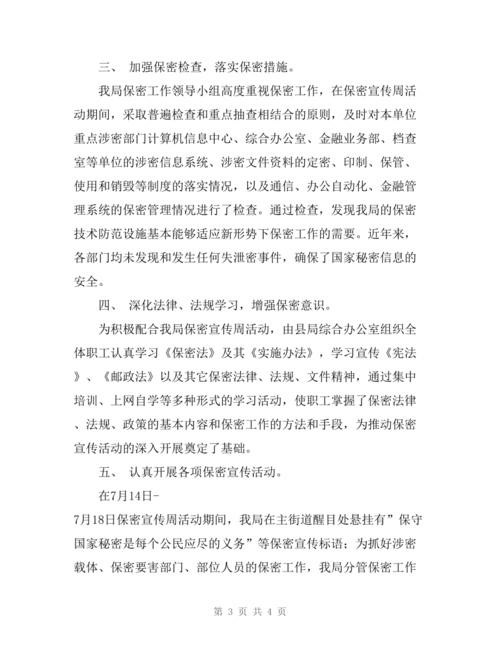 三、 加强保密检查，落实保密措施。
我局保密工作领导小组高度重视保密工作，在保密宣传周活
动期间，采取普遍检查和重点抽查相结合的原则，及时对本单位
重点涉密部门计算机信息中心、综合办公室、金融业务部、档查
室等单位的涉密信息系统、涉密文件资料的定密、印制、保管、
使用和销毁等制度的落实情况，以及通信、办公自动化、金融管
理系统的保密管理情况进行了检查。通过检查，发现我局的保密
技术防范设施基本能够适应新形势下保密工作的需要。近年来，
各部门均未发现和发生任何失泄密事件，确保了国家秘密信息的
安全。
四、 深化法律、法规学习，增强保密意识。
为积极配合我局保密宣传周活动，由县局综合办公室组织全
体职工认真学习《保密法》及其《实施办法》，学习宣传《宪法
》、《邮政法》以及其它保密法律、法规、文件精神，通过集中
培训、上网自学等多种形式的学习活动，使职工掌握了保密法律
、法规、政策的基本内容和保密工作的方法和手段，为推动保密
宣传活动的深入开展奠定了基础。
五、 认真开展各项保密宣传活动。
在7月14日-
7月18日保密宣传周活动期间，我局在主街道醒目处悬挂有”保守
国家秘密是每个公民应尽的义务”等保密宣传标语；为抓好涉密
载体、保密要害部门、部位人员的保密工作，我局分管保密工作
第 3 页 共 4 页